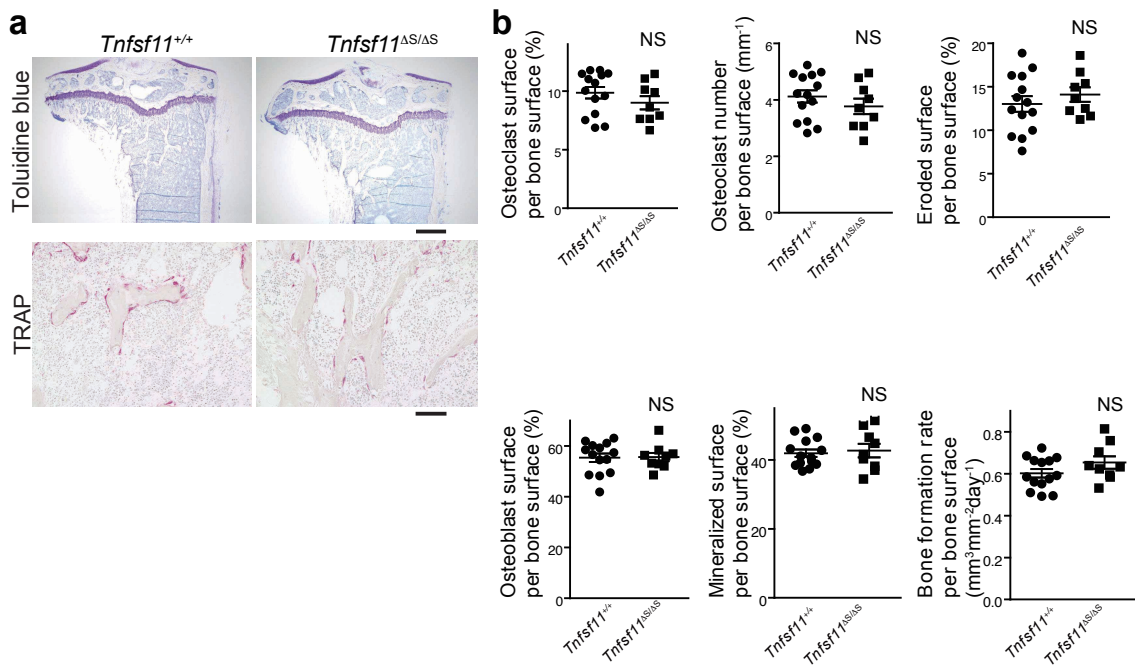 a
Tnfsf11+/+
Tnfsf11ΔS/ΔS
Toluidine blue
TRAP
b
Osteoclast surface
per bone surface (%)
NS
10
5
0
Tnfsf11+/+
Tnfsf11ΔS/ΔS
Osteoclast number
per bone surface (mm-1)
NS
6
4
2
0
Tnfsf11+/+
Tnfsf11ΔS/ΔS
Eroded surface
per bone surface (%)
NS
20
15
10
5
0
Tnfsf11+/+
Tnfsf11ΔS/ΔS
Osteoblast surface
per bone surface (%)
NS
60
40
20
0
Tnfsf11+/+
Tnfsf11ΔS/ΔS
Mineralized surface
per bone surface (%)
NS
40
20
0
Tnfsf11+/+
Tnfsf11ΔS/ΔS
Bone formation rate
per bone surface
(mm3mm-2day-1)
NS
0.8
0.6
0.4
0.2
0.0
Tnfsf11+/+
Tnfsf11ΔS/ΔS